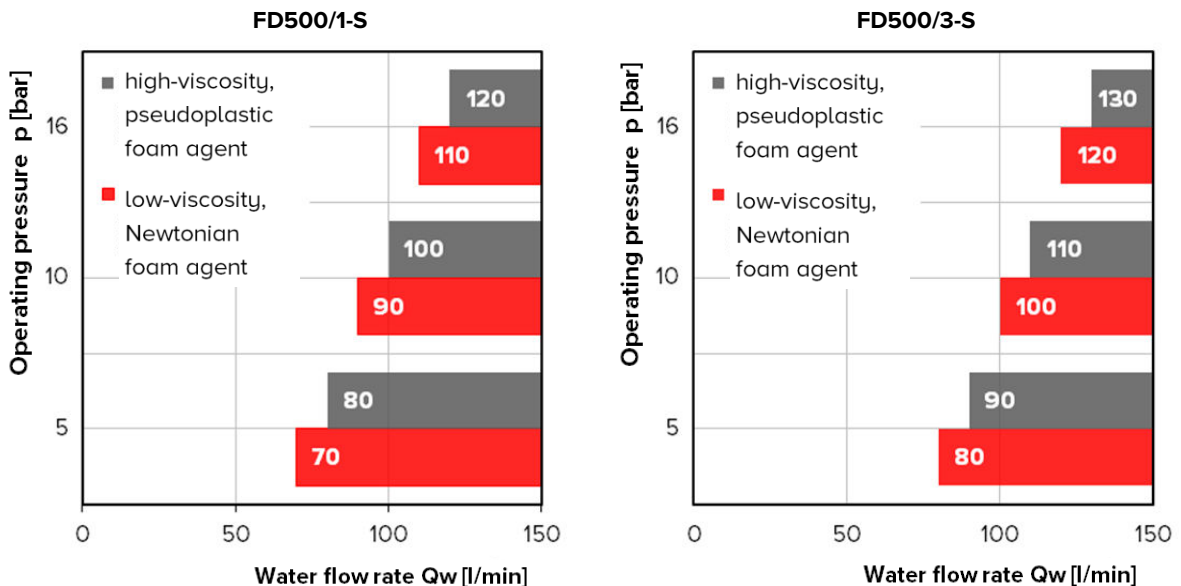 FD500/1-S
Operating pressure p [bar]
high-viscosity,
pseudoplastic
foam agent
low-viscosity,
Newtonian
foam agent
16
10
5
120
110
100
90
80
70
0 50 100 150
Water flow rate Qw [l/min]
FD500/3-S
Operating pressure p [bar]
high-viscosity,
pseudoplastic
foam agent
low-viscosity,
Newtonian
foam agent
16
10
5
130
120
110
100
90
80
0 50 100 150
Water flow rate Qw [l/min]